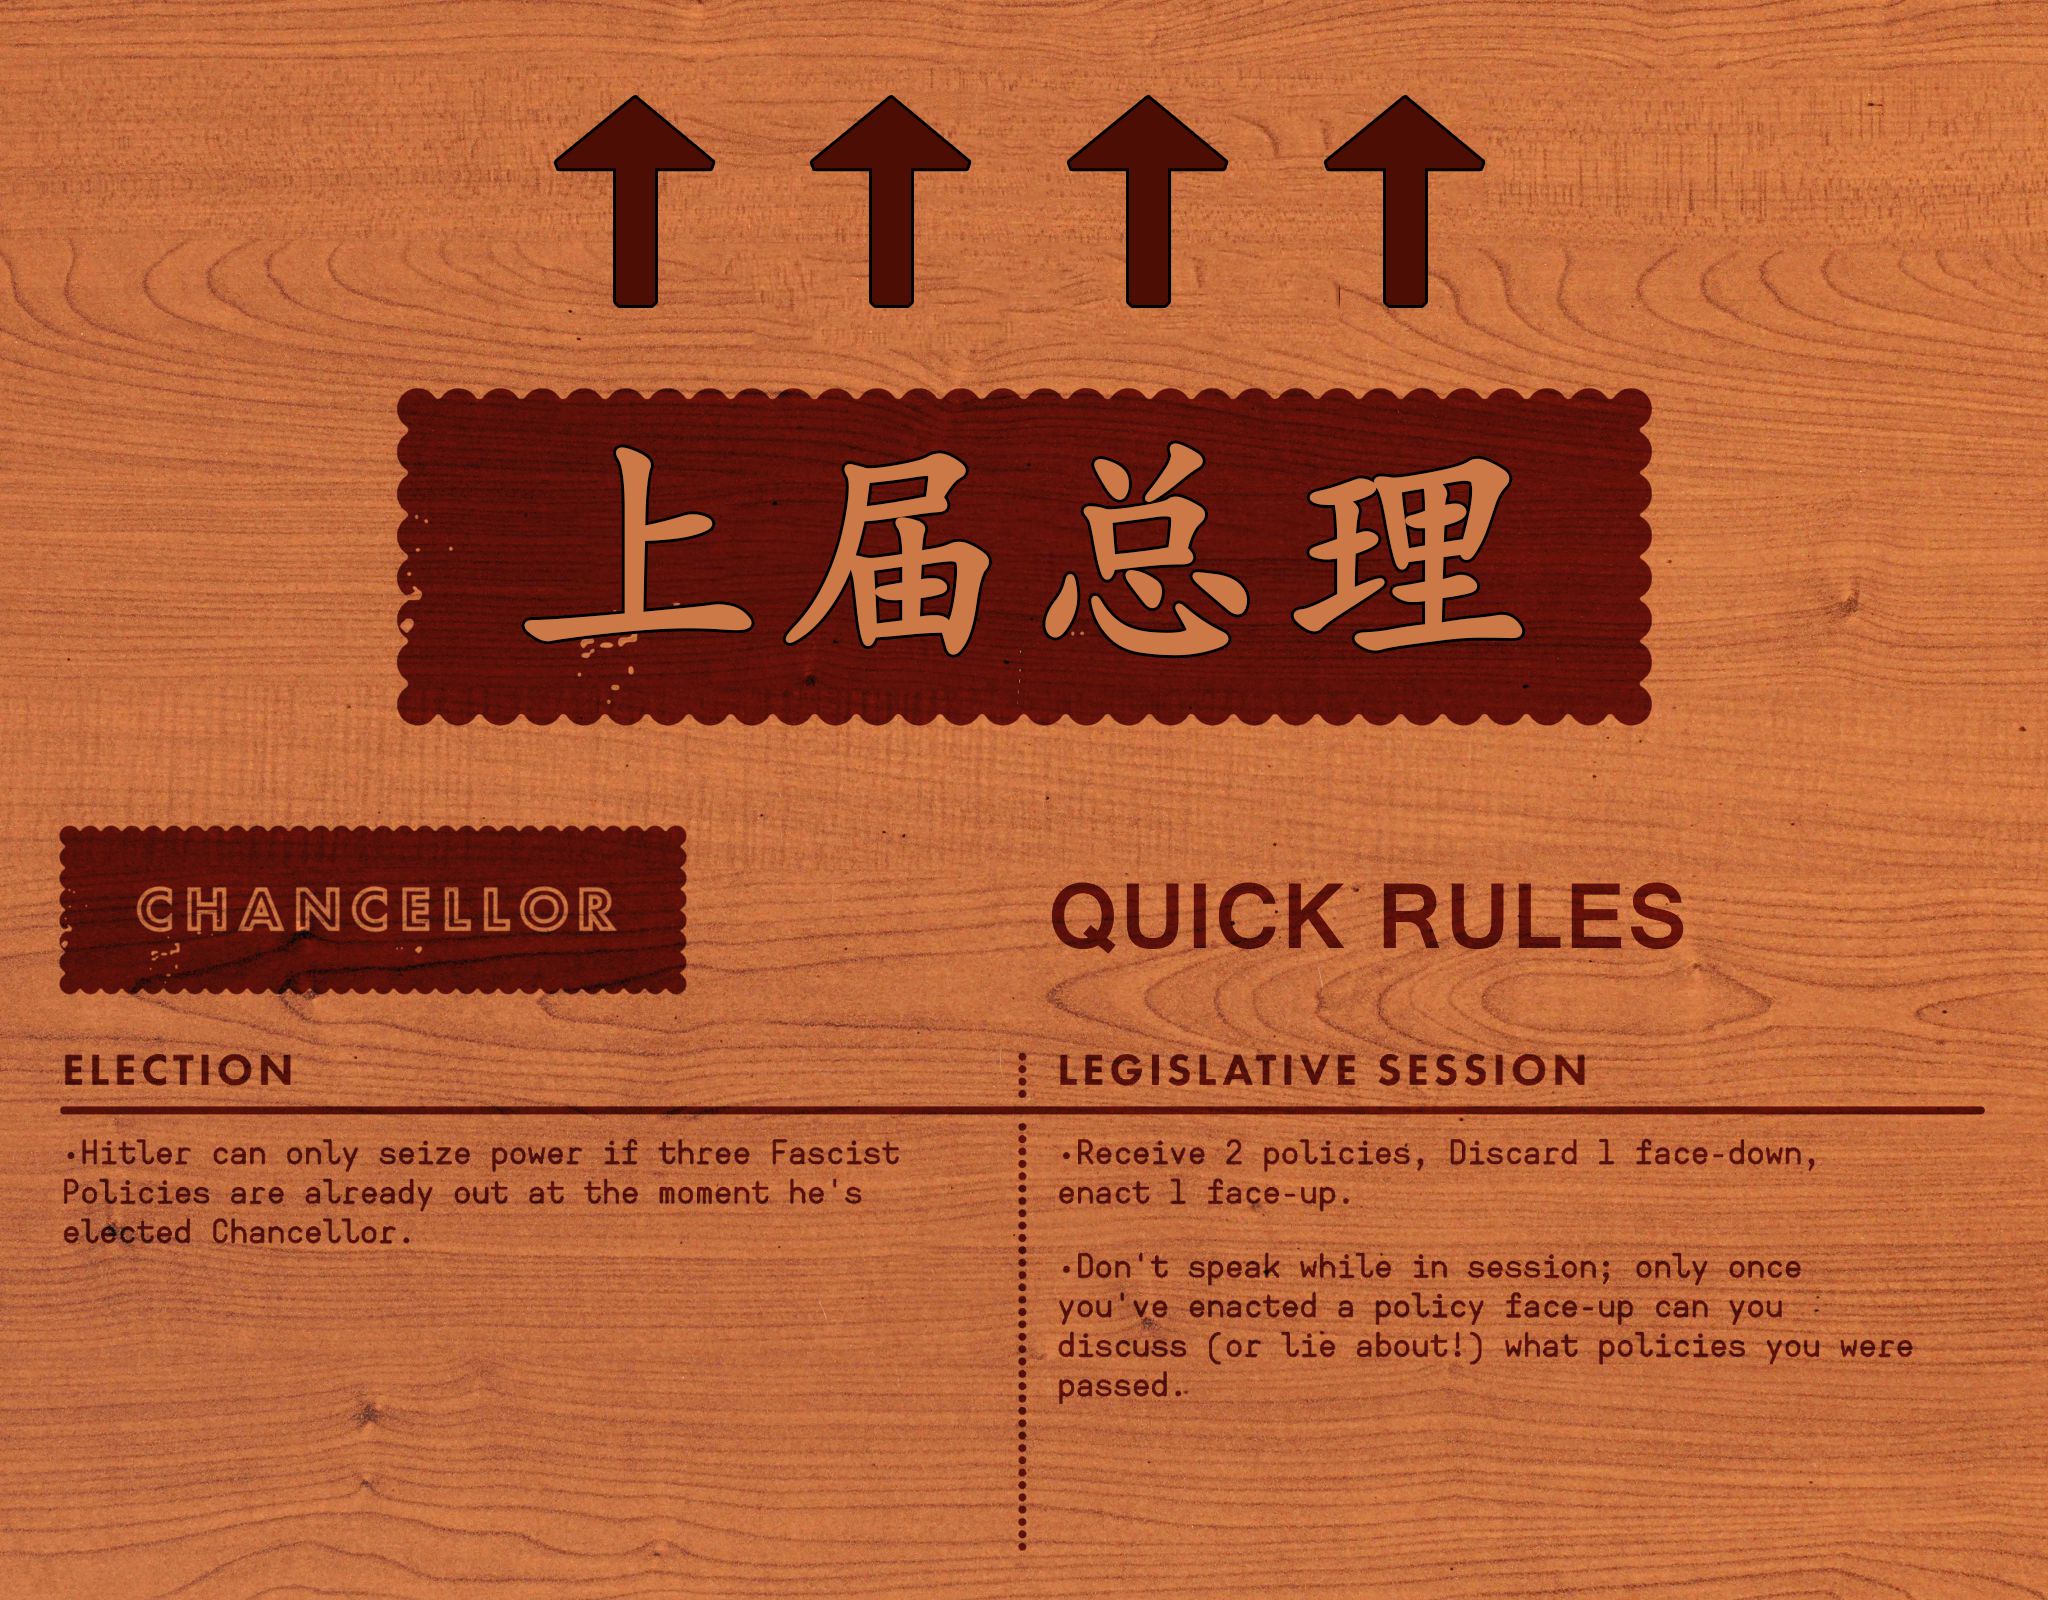 上届总理
CHANCELLOR
QUICK RULES
ELECTION
•Hitler can only seize power if three Fascist
Policies are already out at the moment he's
elected Chancellor.
LEGISLATIVE SESSION
•Receive 2 policies, Discard 1 face-down,
enact 1 face-up.
•Don't speak while in session; only once
you've enacted a policy face-up can you
discuss (or lie about!) what policies you were
passed.